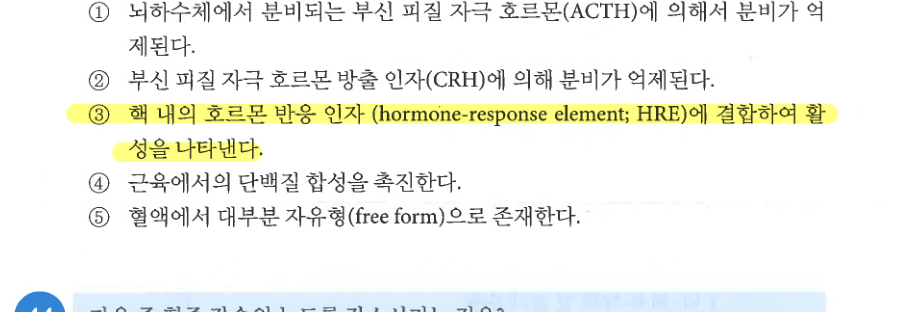 ① 뇌하수체에서 분비되는 부신 피질 자극 호르몬(ACTH)에 의해서 분비가 억
제된다.
② 부신 피질 자극 호르몬 방출 인자(CRH)에 의해 분비가 억제된다.
③ 핵 내의 호르몬 반응 인자 (hormone-response element; HRE)에 결합하여 활
성을 나타낸다.
④ 근육에서의 단백질 합성을 촉진한다.
⑤ 혈액에서 대부분 자유형(free form)으로 존재한다.